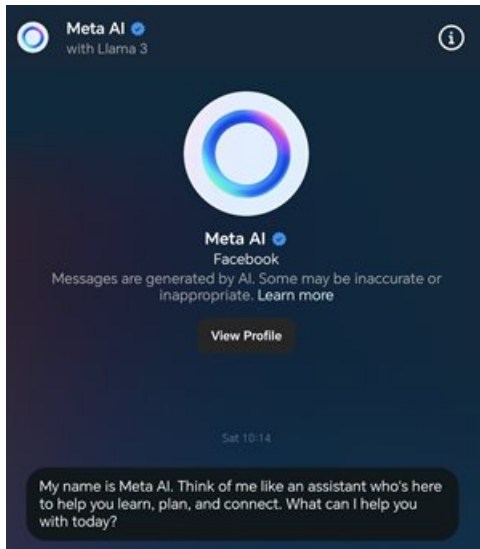 Meta AI
with Llama 3
Meta AI
Facebook
Messages are generated by AI. Some may be inaccurate or
inappropriate. Learn more
View Profile
Sat 10:14
My name is Meta AI. Think of me like an assistant who's here
to help you learn, plan, and connect. What can I help you
with today?